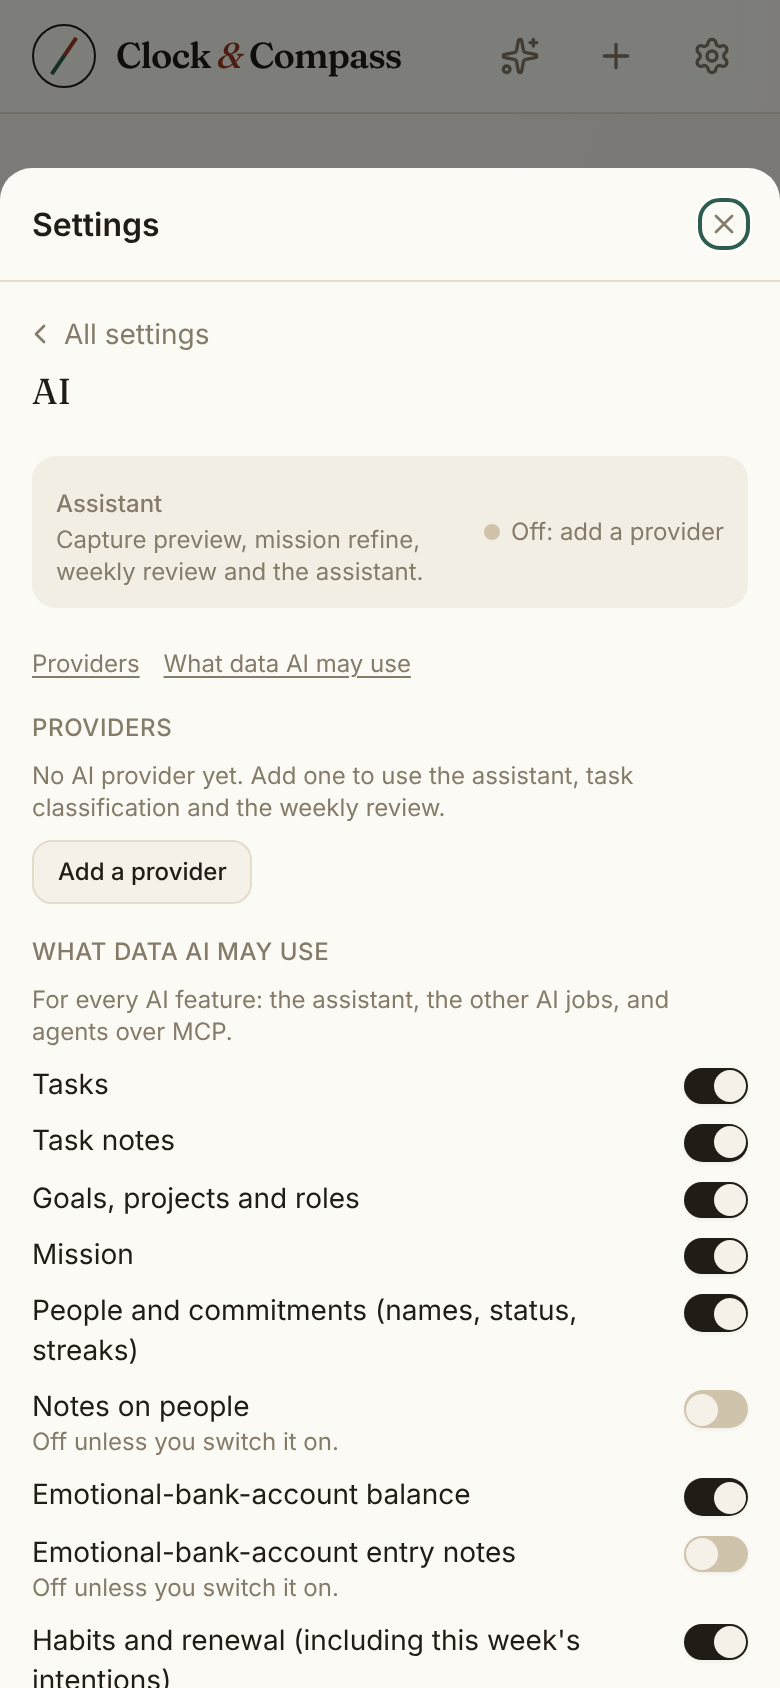 Clock & Compass
Settings
All settings
AI
Assistant
Capture preview, mission refine,
weekly review and the assistant.
Off: add a provider
Providers
What data AI may use
PROVIDERS
No AI provider yet. Add one to use the assistant, task
classification and the weekly review.
Add a provider
WHAT DATA AI MAY USE
For every AI feature: the assistant, the other AI jobs, and
agents over MCP.
Tasks
Task notes
Goals, projects and roles
Mission
People and commitments (names, status,
streaks)
Notes on people
Off unless you switch it on.
Emotional-bank-account balance
Emotional-bank-account entry notes
Off unless you switch it on.
Habits and renewal (including this week's
intentions)